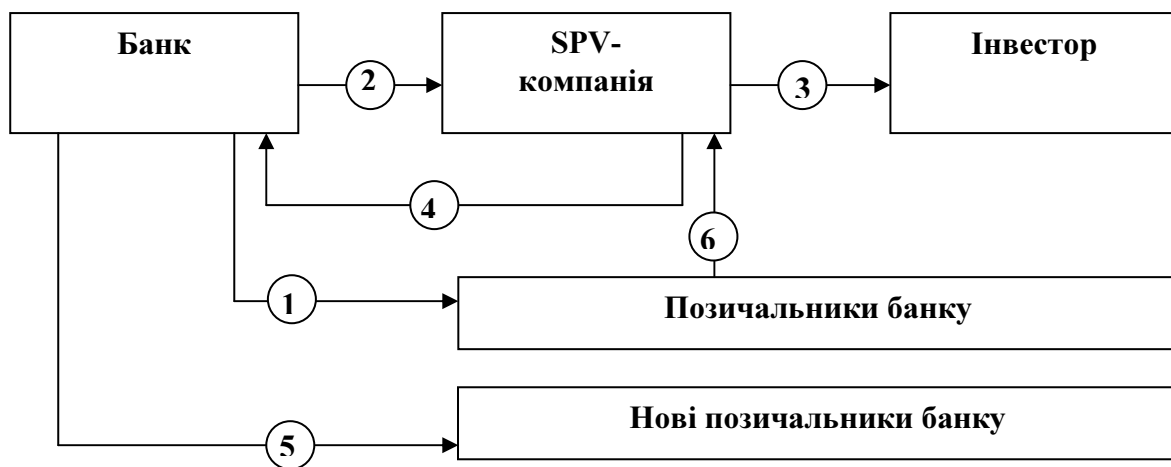 Банк
SPV-
компанія
Інвестор
2
3
4
6
1
Позичальники банку
5
Нові позичальники банку